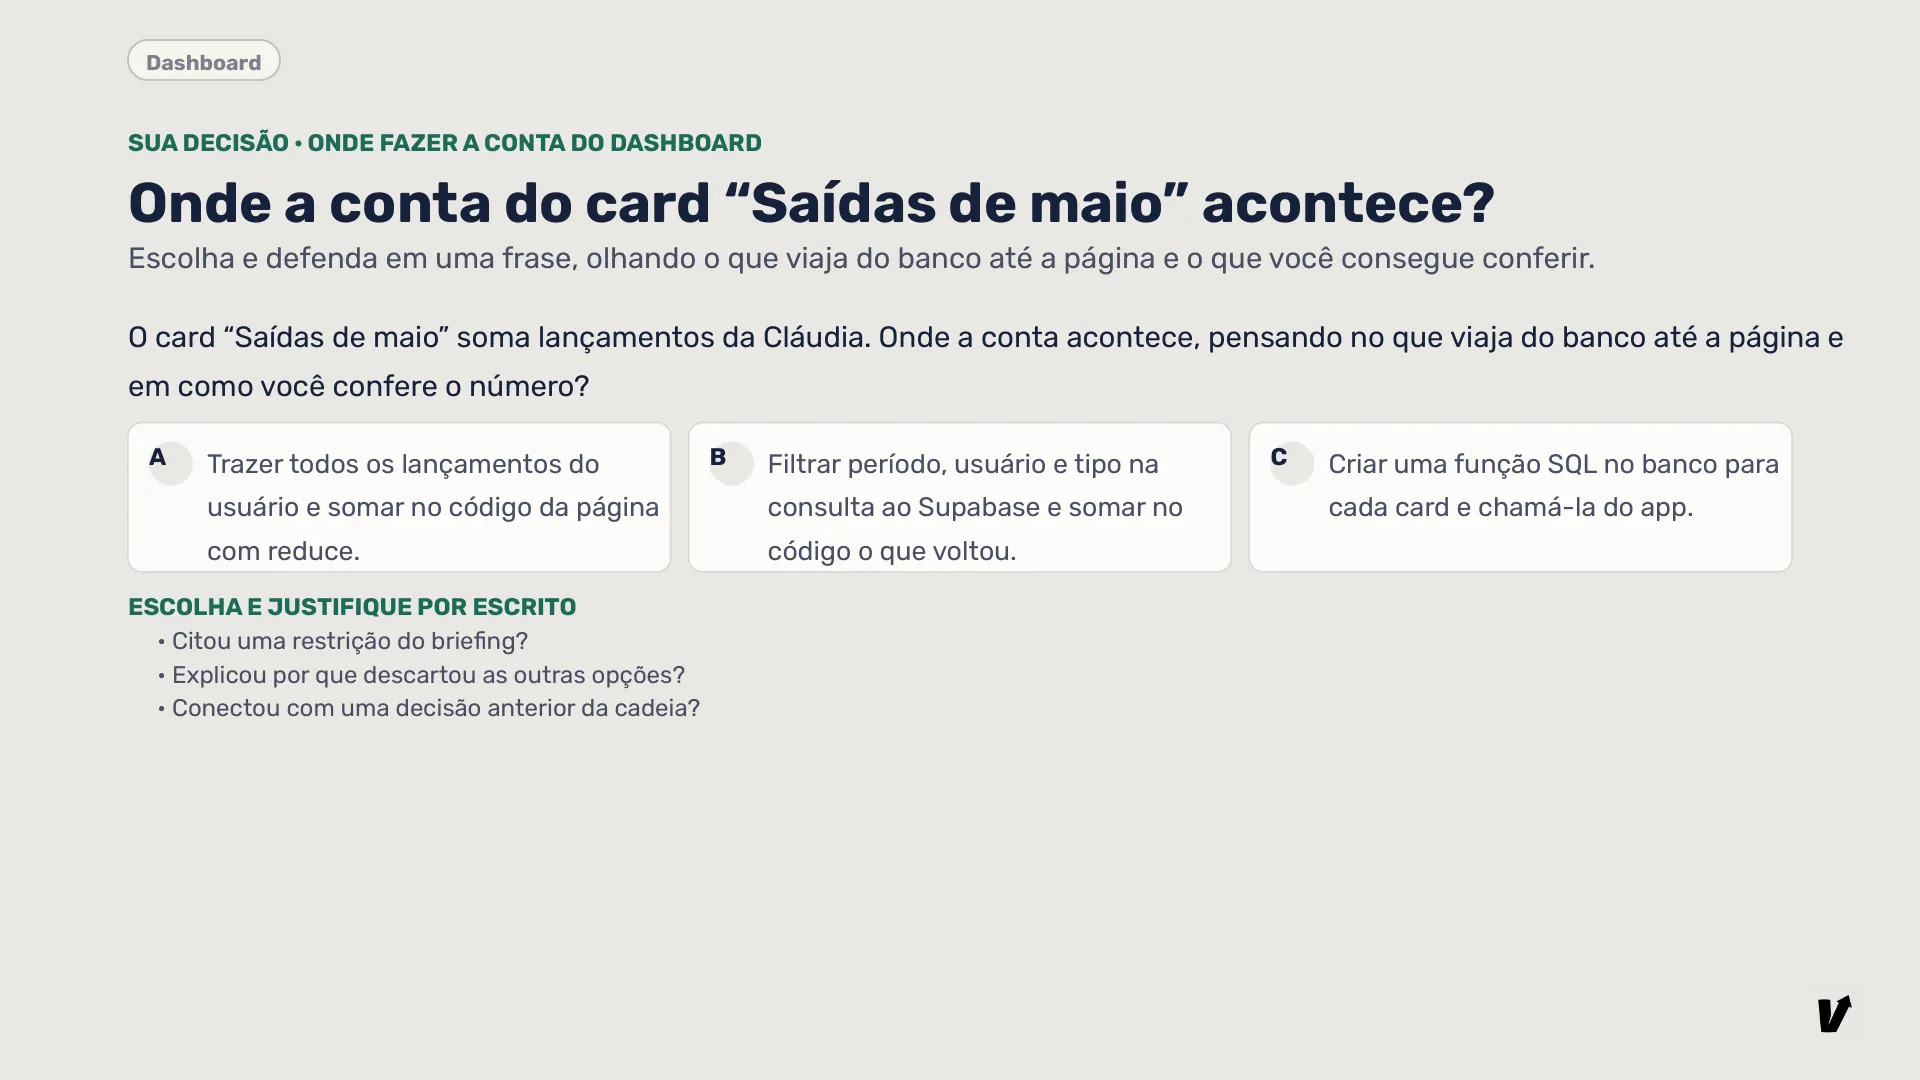 Dashboard
SUA DECISÃO • ONDE FAZER A CONTA DO DASHBOARD
Onde a conta do card “Saídas de maio” acontece?
Escolha e defenda em uma frase, olhando o que viaja do banco até a página e o que você consegue conferir.
O card “Saídas de maio” soma lançamentos da Cláudia. Onde a conta acontece, pensando no que viaja do banco até a página e
em como você confere o número?
A
Trazer todos os lançamentos do
usuário e somar no código da página
com reduce.
B
Filtrar período, usuário e tipo na
consulta ao Supabase e somar no
código o que voltou.
C
Criar uma função SQL no banco para
cada card e chamá-la do app.
ESCOLHA E JUSTIFIQUE POR ESCRITO
• Citou uma restrição do briefing?
• Explicou por que descartou as outras opções?
• Conectou com uma decisão anterior da cadeia?